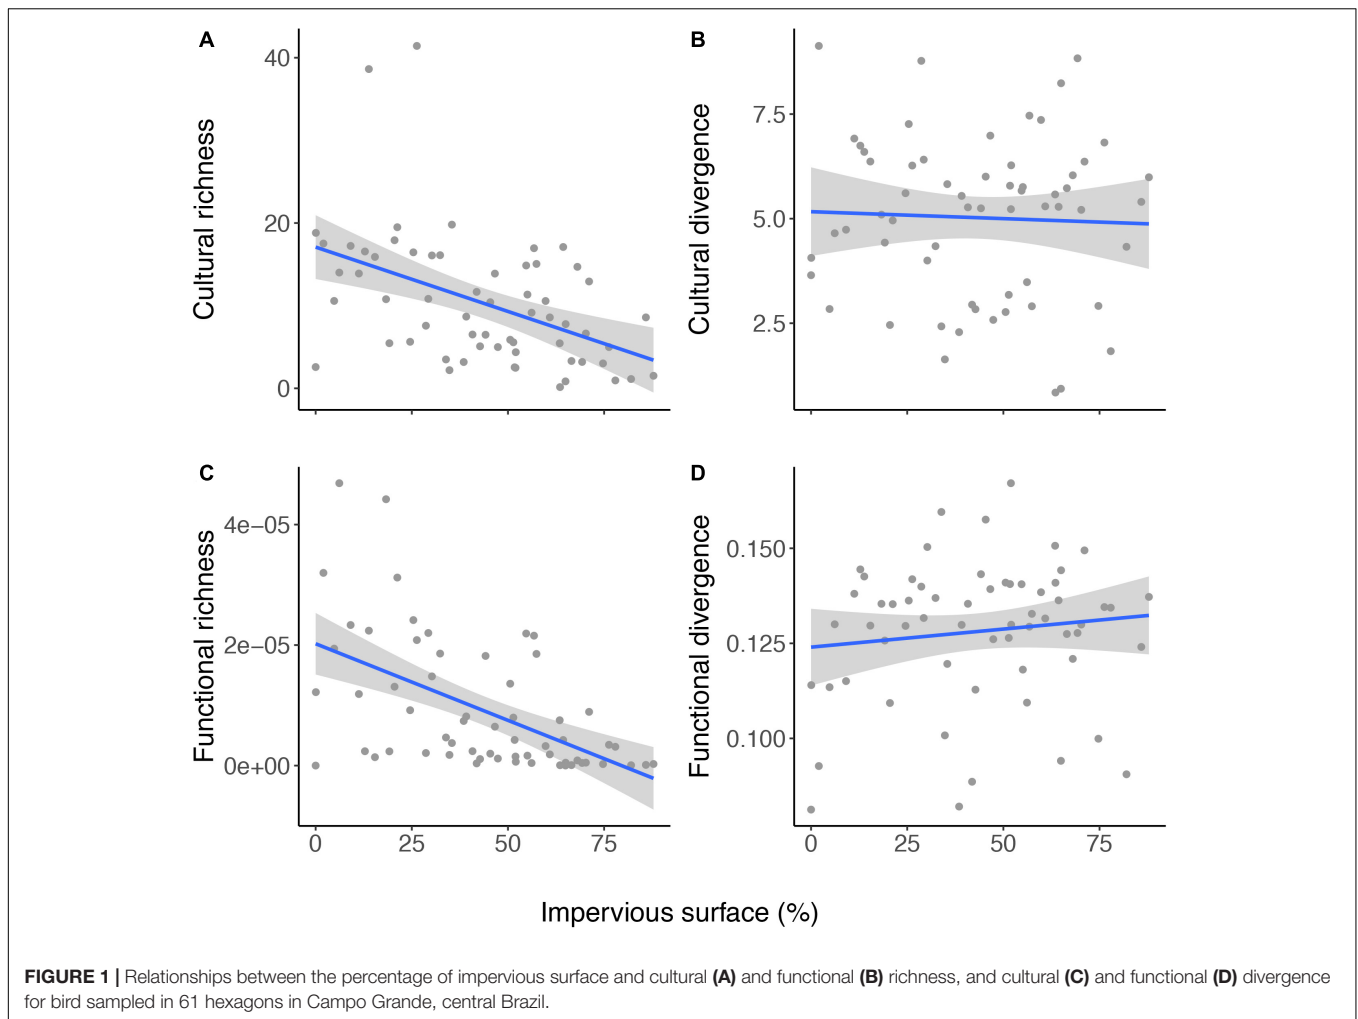 A
B
40
20
0
Cultural richness
7.5
5.0
2.5
Cultural divergence
C
D
4e−05
2e−05
0e+00
Functional richness
0 25 50 75
0.150
0.125
0.100
Functional divergence
0 25 50 75
Impervious surface (%)
FIGURE 1 | Relationships between the percentage of impervious surface and cultural (A) and functional (B) richness, and cultural (C) and functional (D) divergence
for bird sampled in 61 hexagons in Campo Grande, central Brazil.